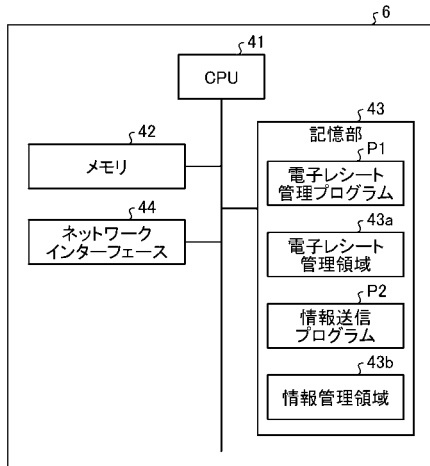 6
41
CPU
42
メモリ
44
ネットワーク
インターフェース
43
記憶部
P1
電子レシート
管理プログラム
43a
電子レシート
管理領域
P2
情報送信
プログラム
43b
情報管理領域